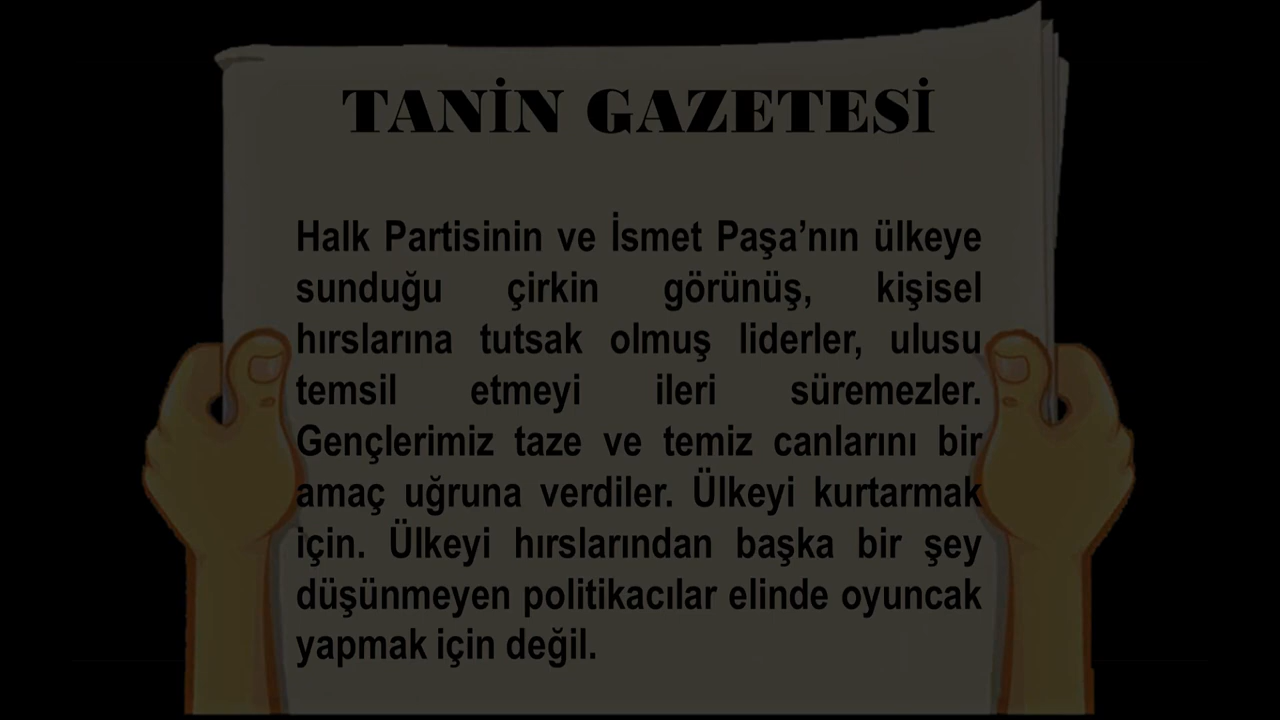 TANİN GAZETESİ
Halk Partisinin ve İsmet Paşa’nın ülkeye
sunduğu çirkin görünüş, kişisel
hırslarına tutsak olmuş liderler, ulusu
temsil etmeyi ileri süremezler.
Gençlerimiz taze ve temiz canlarını bir
amaç uğruna verdiler. Ülkeyi kurtarmak
için. Ülkeyi hırslarından başka bir şey
düşünmeyen politikacılar elinde oyuncak
yapmak için değil.